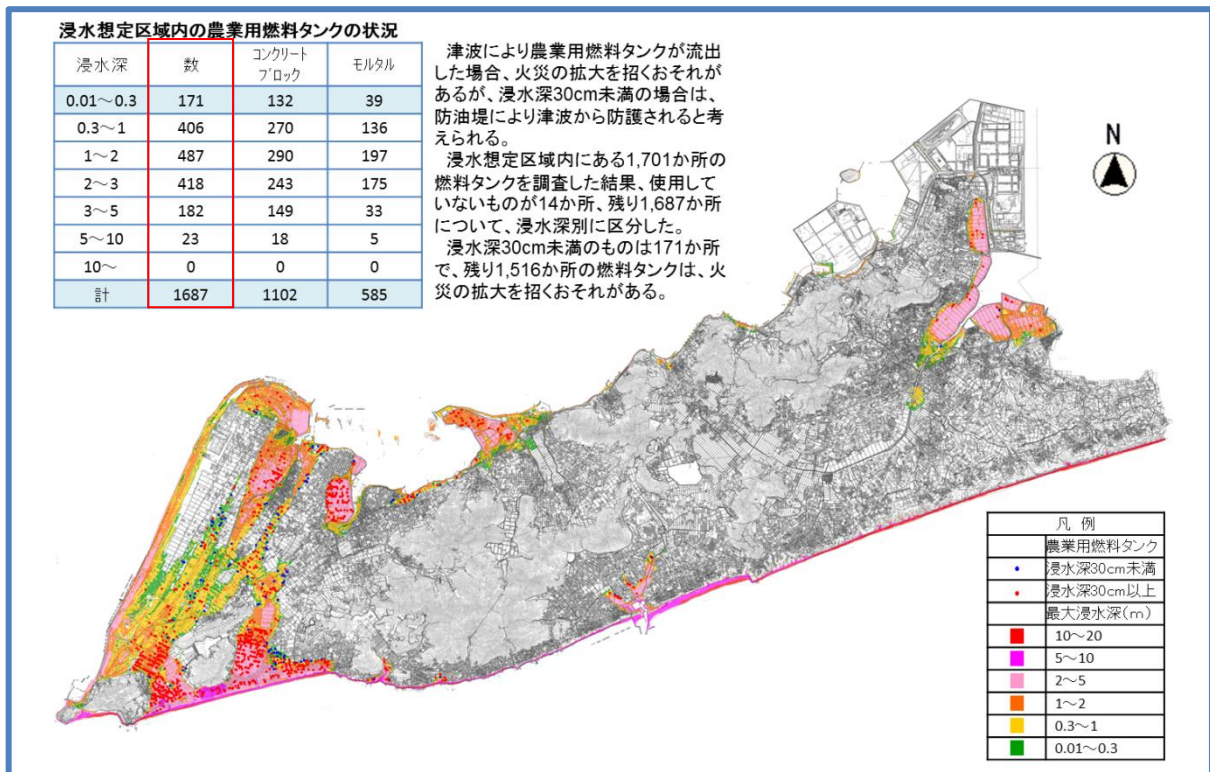 浸水想定区域内の農業用燃料タンクの状況
浸水深 数 コンクリートブロック モルタル
0.01～0.3 171 132 39
0.3～1 406 270 136
1～2 487 290 197
2～3 418 243 175
3～5 182 149 33
5～10 23 18 5
10～ 0 0 0
計 1687 1102 585
津波により農業用燃料タンクが流出
した場合、火災の拡大を招くおそれが
あるが、浸水深30cm未満の場合は、
防油堤により津波から防護されると考
えられる。
浸水想定区域内にある1,701か所の
燃料タンクを調査した結果、使用して
いないものが14か所、残り1,687か所
について、浸水深別に区分した。
浸水深30cm未満のものは171か所
で、残り1,516か所の燃料タンクは、火
災の拡大を招くおそれがある。
N
凡例
農業用燃料タンク
浸水深30cm未満
浸水深30cm以上
最大浸水深(m)
10～20
5～10
2～5
1～2
0.3～1
0.01～0.3